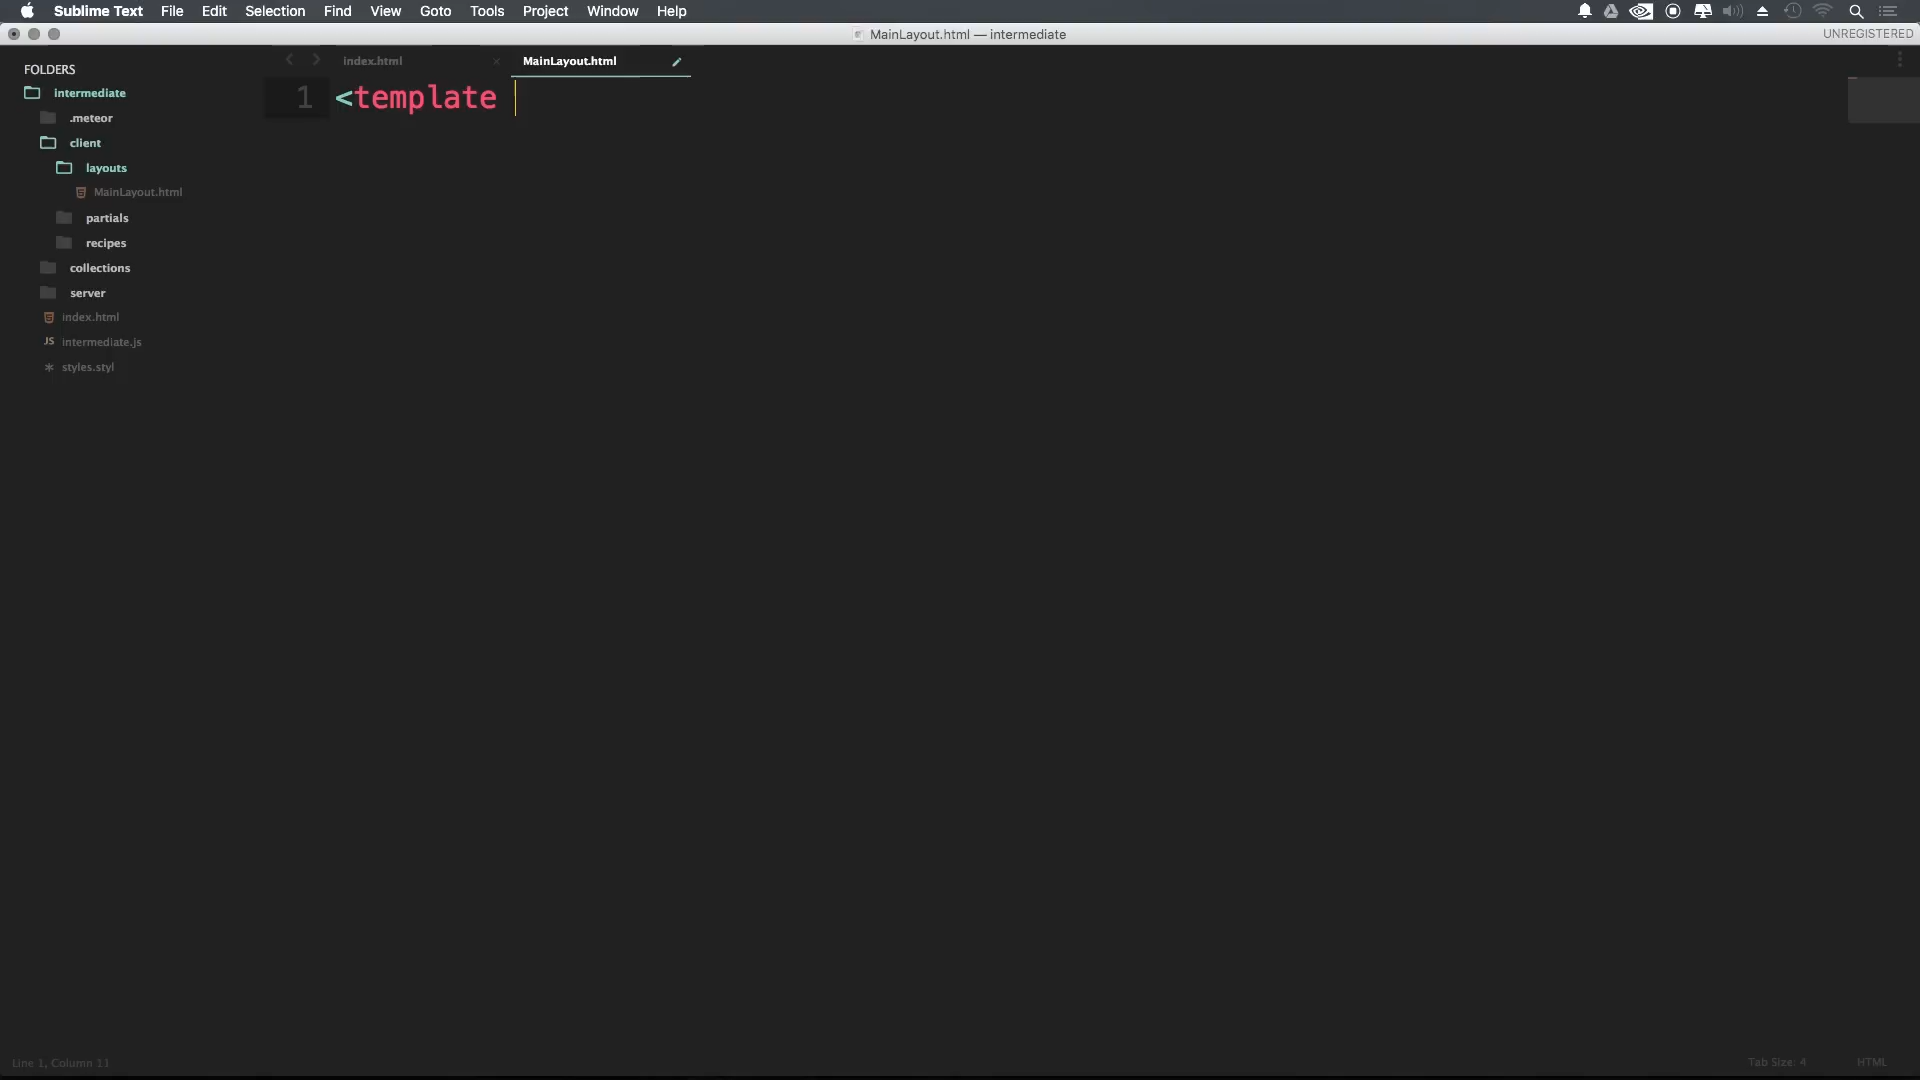 Sublime Text File Edit Selection Find View Goto Tools Project Window Help
MainLayout.html — intermediate
UNREGISTERED
FOLDERS
intermediate
.meteor
client
layouts
MainLayout.html
partials
recipes
collections
server
index.html
JS intermediate.js
styles.styl
index.html
MainLayout.html
1 <template
Line 1, Column 11
Tab Size: 4
HTML